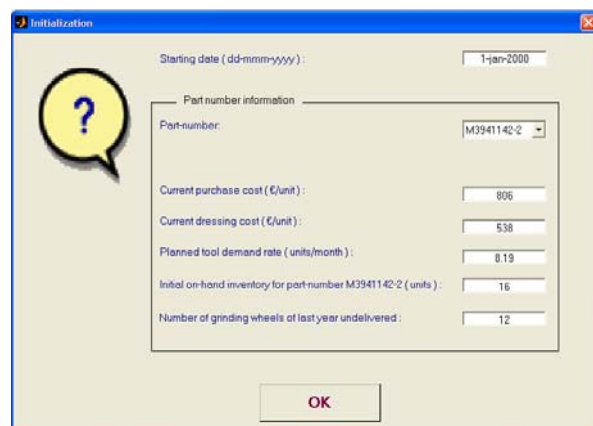 Initialization
?
Starting date ( dd-mmm-yyyy ) : 1-jan-2000
Part number information
Part-number: M3941142-2
Current purchase cost ( €/unit ) : 806
Current dressing cost ( €/unit ) : 538
Planned tool demand rate ( units/month ) : 8.19
Initial on-hand inventory for part-number M3941142-2 ( units ) : 16
Number of grinding wheels of last year undelivered : 12
OK